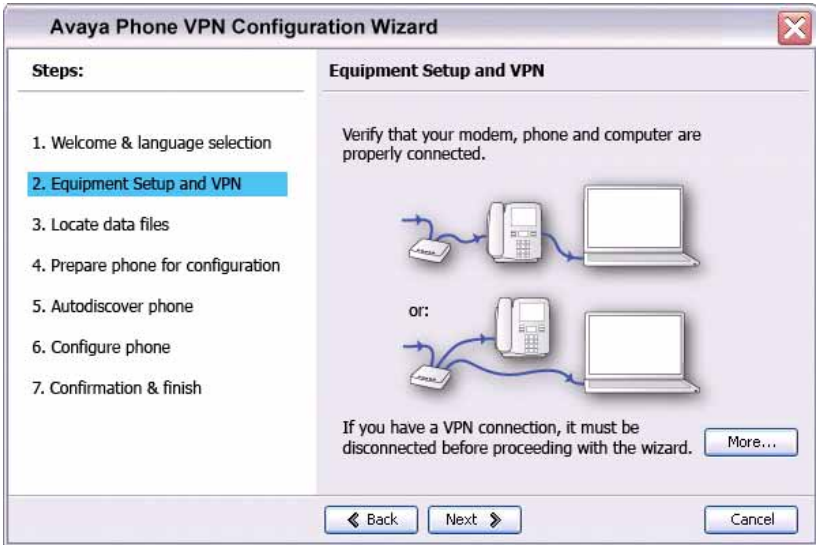 Avaya Phone VPN Configuration Wizard
Steps:
1. Welcome & language selection
2. Equipment Setup and VPN
3. Locate data files
4. Prepare phone for configuration
5. Autodiscover phone
6. Configure phone
7. Confirmation & finish
Equipment Setup and VPN
Verify that your modem, phone and computer are
properly connected.
or:
If you have a VPN connection, it must be
disconnected before proceeding with the wizard.
More...
Back
Next
Cancel